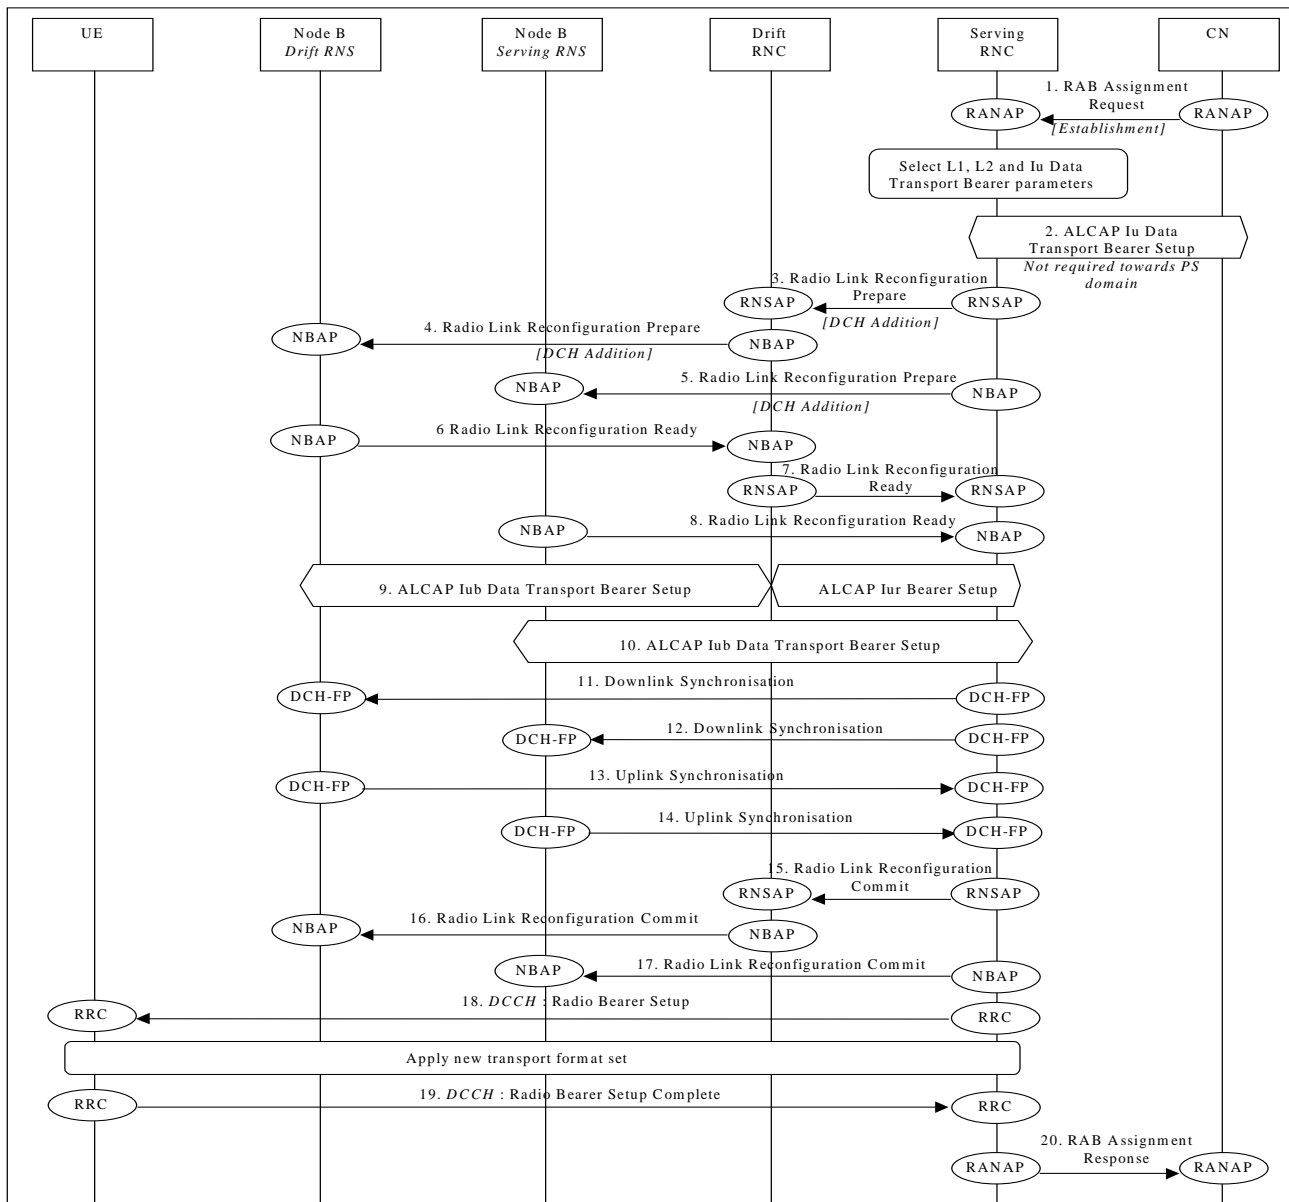 UE
Node B
Drift RNS
Node B
Serving RNS
Drift
RNC
Serving
RNC
CN
1. RAB Assignment
Request
RANAP
RANAP
[Establishment]
Select L1, L2 and Iu Data
Transport Bearer parameters
2. ALCAP Iu Data
Transport Bearer Setup
Not required towards PS
domain
3. Radio Link Reconfiguration
Prepare
RNSAP
RNSAP
[DCH Addition]
4. Radio Link Reconfiguration Prepare
NBAP
NBAP
[DCH Addition]
5. Radio Link Reconfiguration Prepare
NBAP
NBAP
[DCH Addition]
6 Radio Link Reconfiguration Ready
NBAP
NBAP
7. Radio Link Reconfiguration
Ready
RNSAP
RNSAP
8. Radio Link Reconfiguration Ready
NBAP
NBAP
9. ALCAP Iub Data Transport Bearer Setup
ALCAP Iur Bearer Setup
10. ALCAP Iub Data Transport Bearer Setup
11. Downlink Synchronisation
DCH-FP
DCH-FP
12. Downlink Synchronisation
DCH-FP
DCH-FP
13. Uplink Synchronisation
DCH-FP
DCH-FP
14. Uplink Synchronisation
DCH-FP
DCH-FP
15. Radio Link Reconfiguration
Commit
RNSAP
RNSAP
16. Radio Link Reconfiguration Commit
NBAP
NBAP
17. Radio Link Reconfiguration Commit
NBAP
NBAP
18. DCCH : Radio Bearer Setup
RRC
RRC
Apply new transport format set
19. DCCH : Radio Bearer Setup Complete
RRC
RRC
20. RAB Assignment
Response
RANAP
RANAP